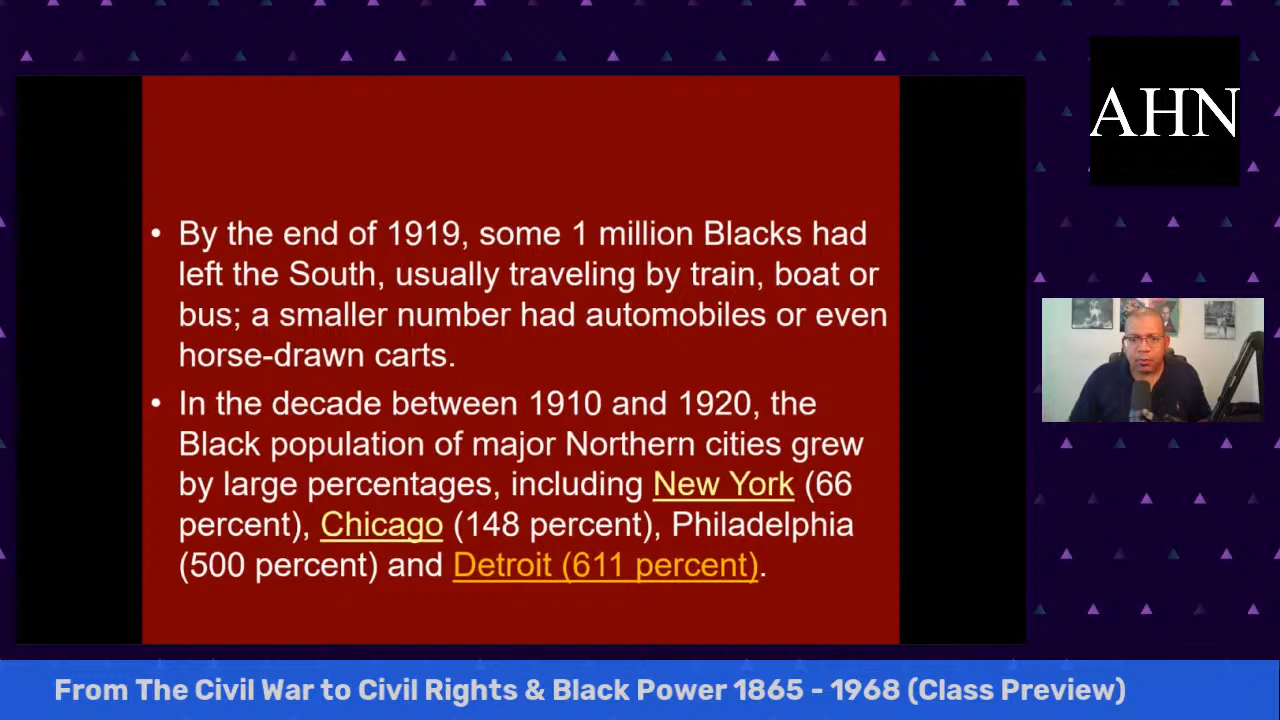 AHN
• By the end of 1919, some 1 million Blacks had
left the South, usually traveling by train, boat or
bus; a smaller number had automobiles or even
horse-drawn carts.
• In the decade between 1910 and 1920, the
Black population of major Northern cities grew
by large percentages, including New York (66
percent), Chicago (148 percent), Philadelphia
(500 percent) and Detroit (611 percent).
From The Civil War to Civil Rights & Black Power 1865 - 1968 (Class Preview)